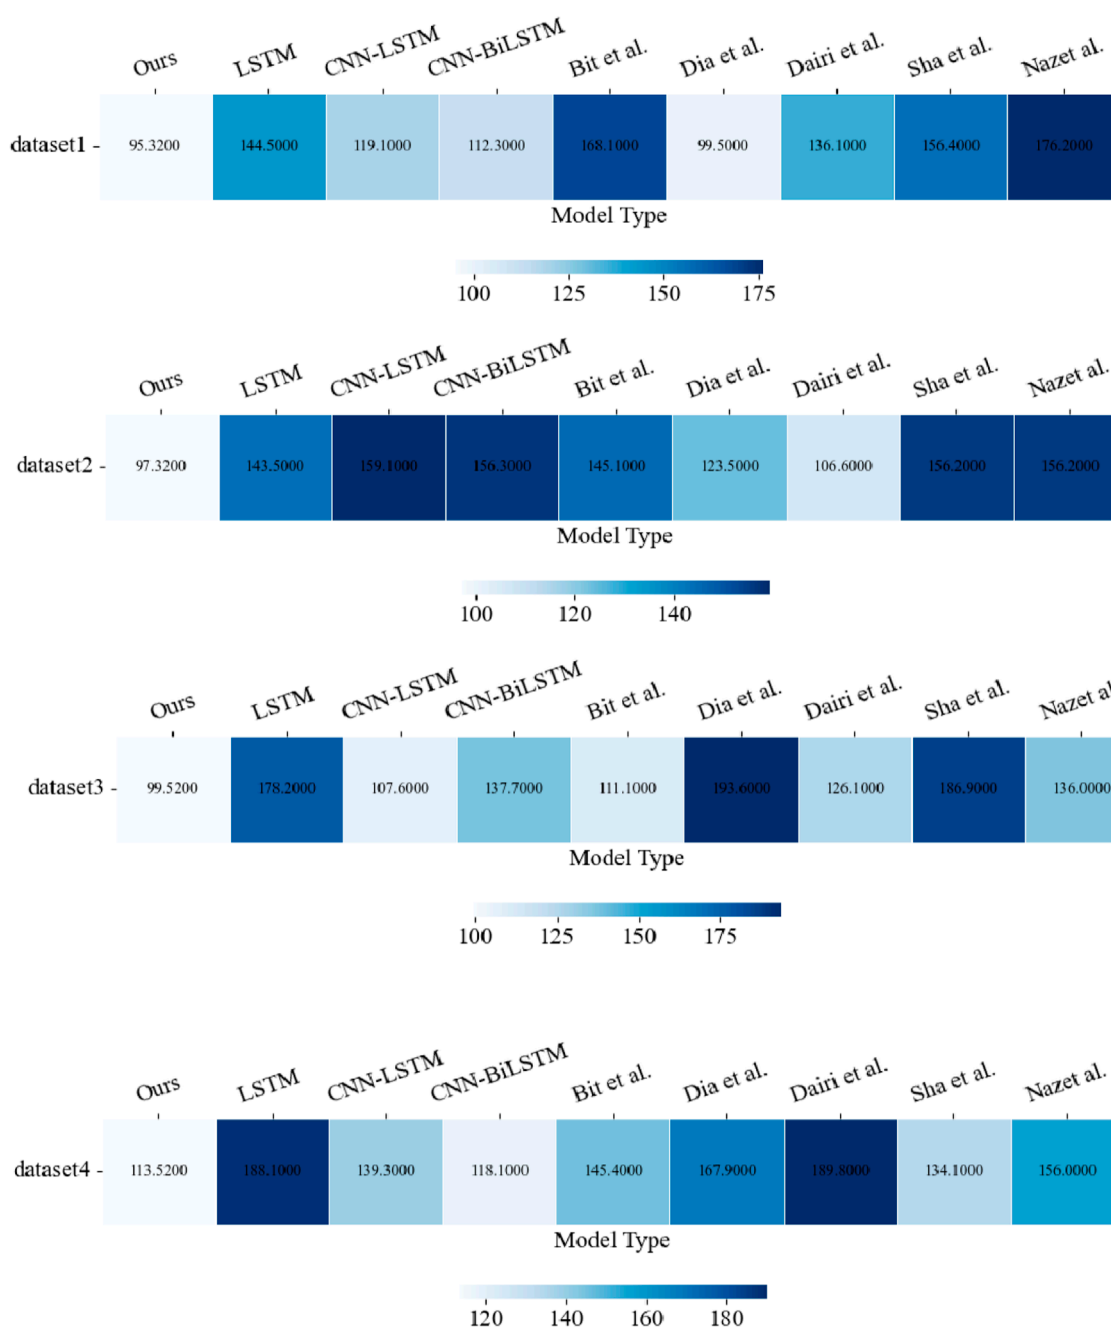 Ours LSTM CNN-LSTM CNN-BiLSTM Bit et al. Dia et al. Dairi et al. Sha et al. Nazet al.
dataset1 95.3200 144.5000 119.1000 112.3000 168.1000 99.5000 136.1000 156.4000 176.2000
Model Type
100 125 150 175
Ours LSTM CNN-LSTM CNN-BiLSTM Bit et al. Dia et al. Dairi et al. Sha et al. Nazet al.
dataset2 97.3200 143.5000 159.1000 156.3000 145.1000 123.5000 106.6000 156.2000 156.2000
Model Type
100 120 140
Ours LSTM CNN-LSTM CNN-BiLSTM Bit et al. Dia et al. Dairi et al. Sha et al. Nazet al
dataset3 99.5200 178.2000 107.6000 137.7000 111.1000 193.6000 126.1000 186.9000 136.0000
Model Type
100 125 150 175
Ours LSTM CNN-LSTM CNN-BiLSTM Bit et al. Dia et al. Dairi et al. Sha et al. Nazet al.
dataset4 113.5200 188.1000 139.3000 118.1000 145.4000 167.9000 189.8000 134.1000 156.0000
Model Type
120 140 160 180